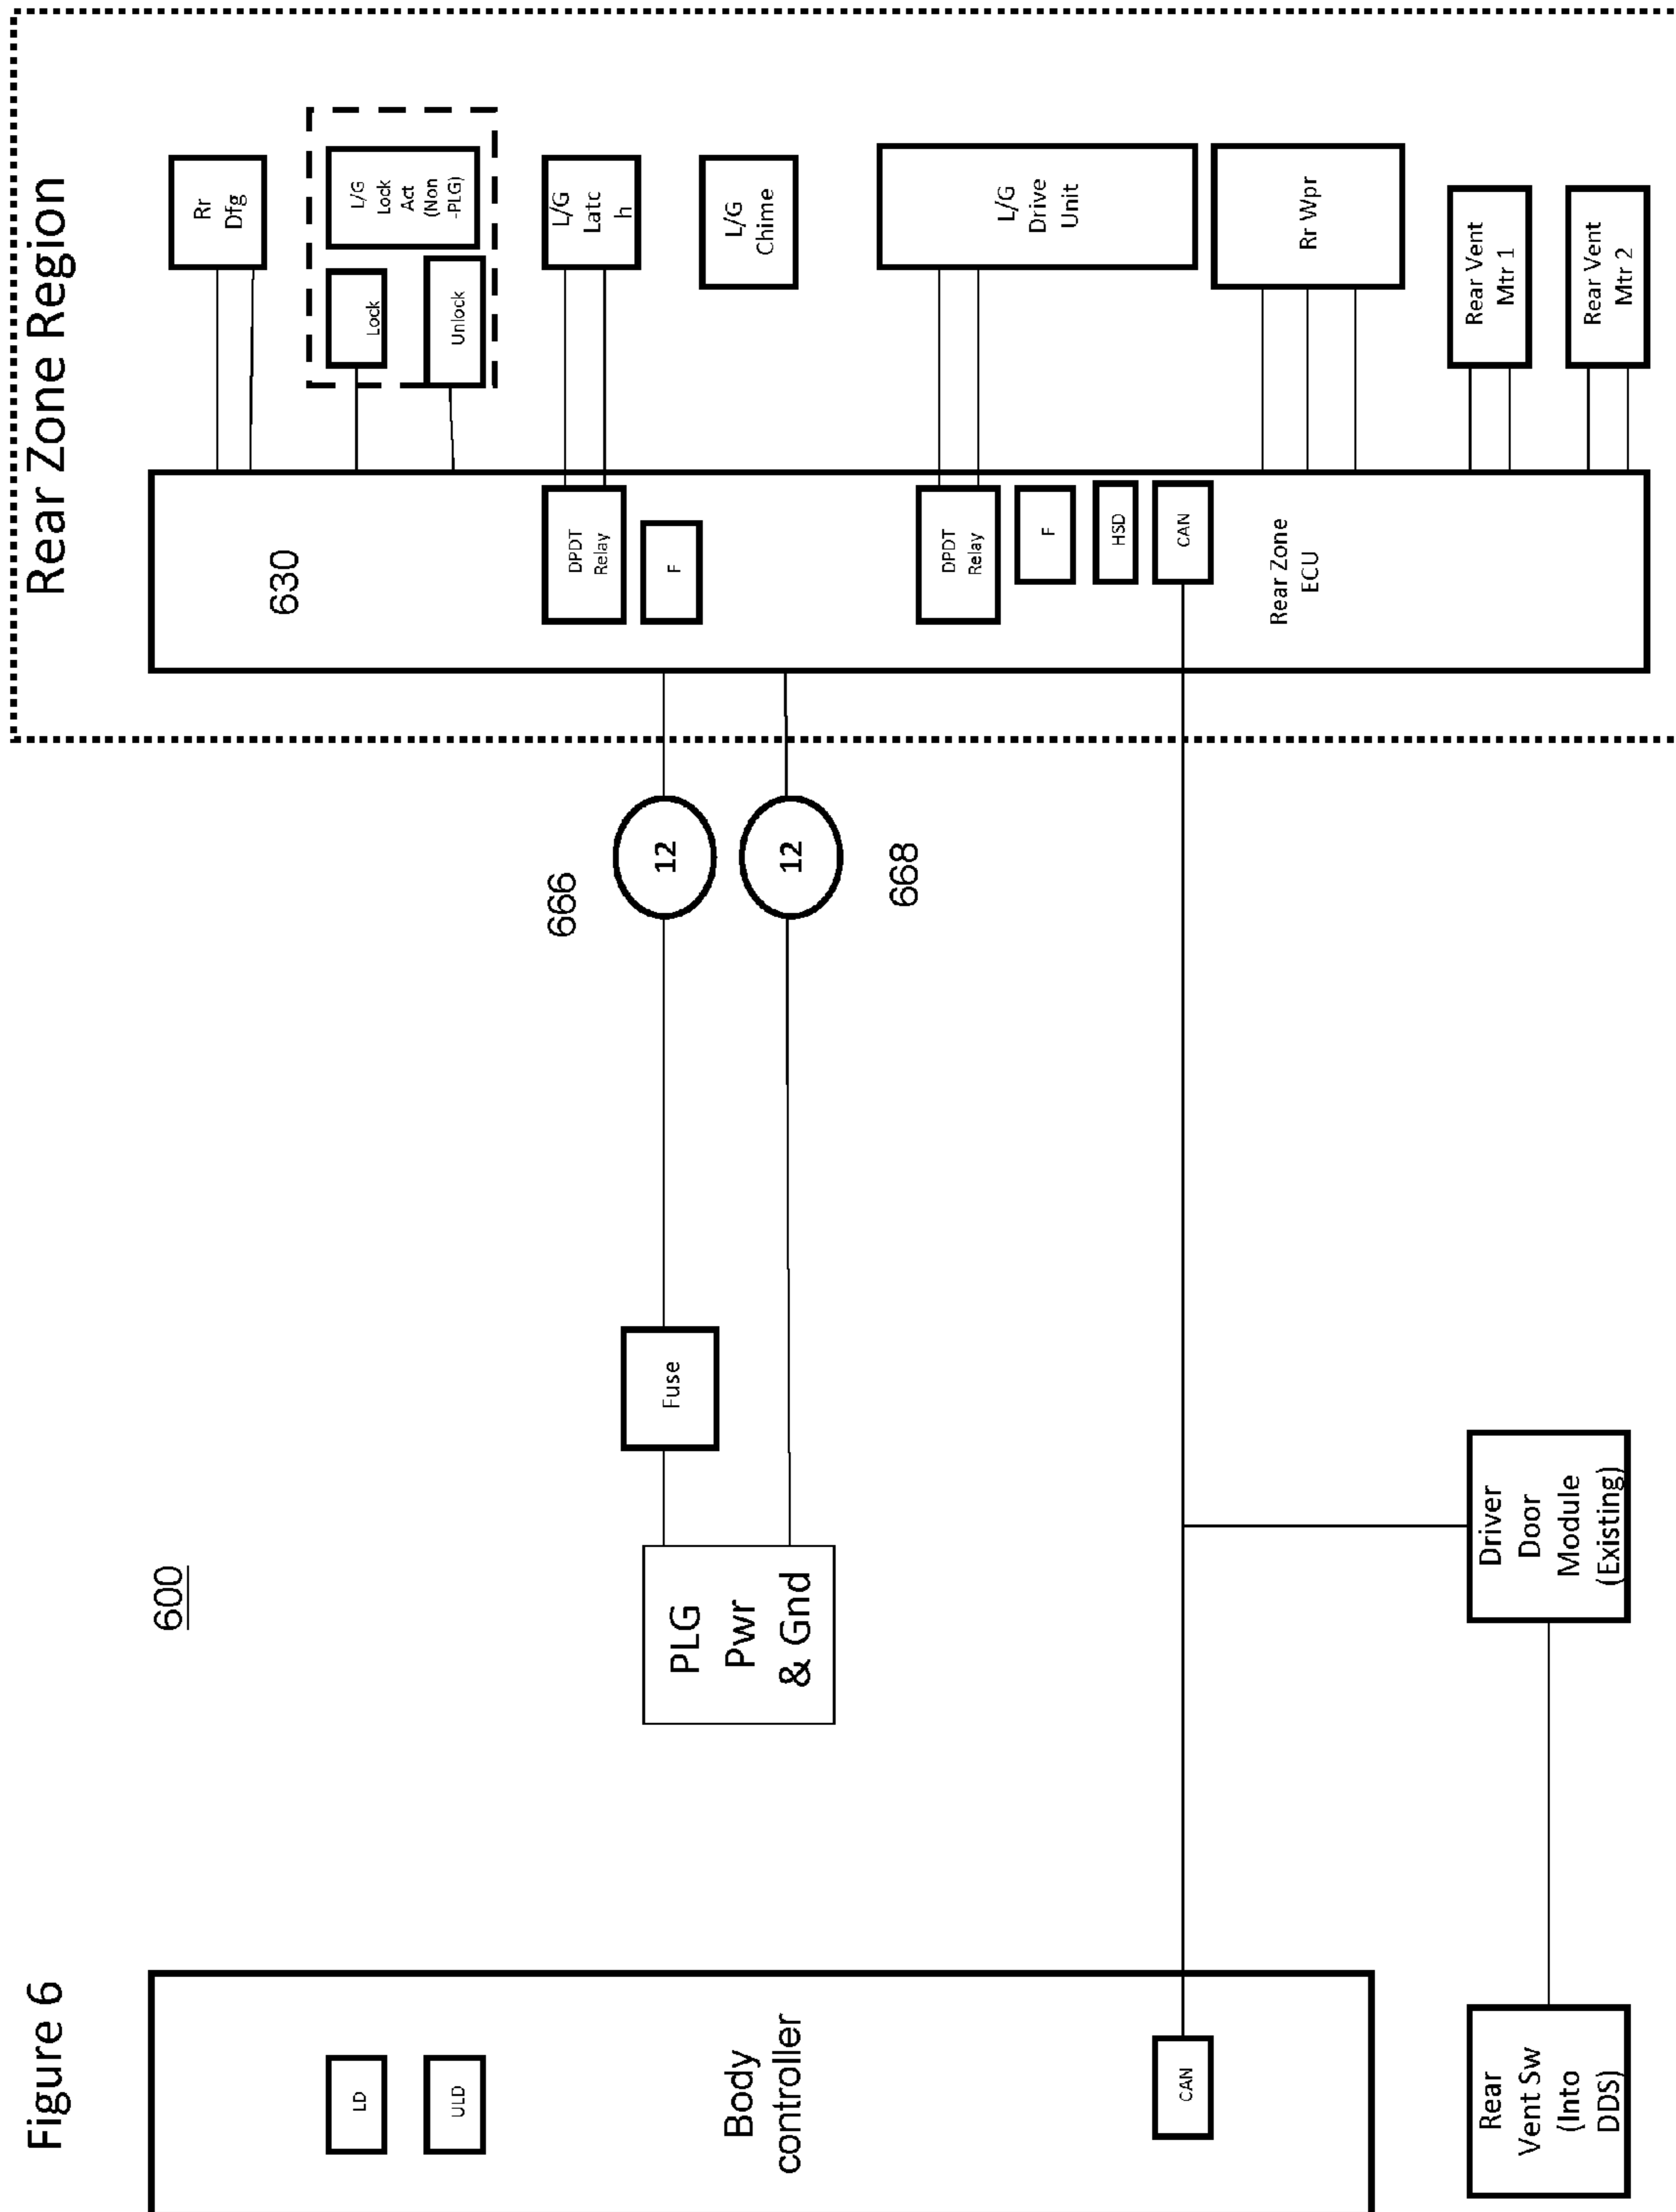 Figure 6
600
Rear Zone Region
LD
ULD
Body
controller
CAN
Rear
Vent Sw
(Into
DDS)
Driver
Door
Module
(Existing)
PLG
Pwr
& Gnd
Fuse
666
12
12
668
630
DPDT
Relay
F
DPDT
Relay
F
HSD
CAN
Rear Zone
ECU
Rr
Dfg
Lock
Unlock
L/G
Lock
Act
(Non
-PLG)
L/G
Latc
h
L/G
Chime
L/G
Drive
Unit
Rr Wpr
Rear Vent
Mtr 1
Rear Vent
Mtr 2